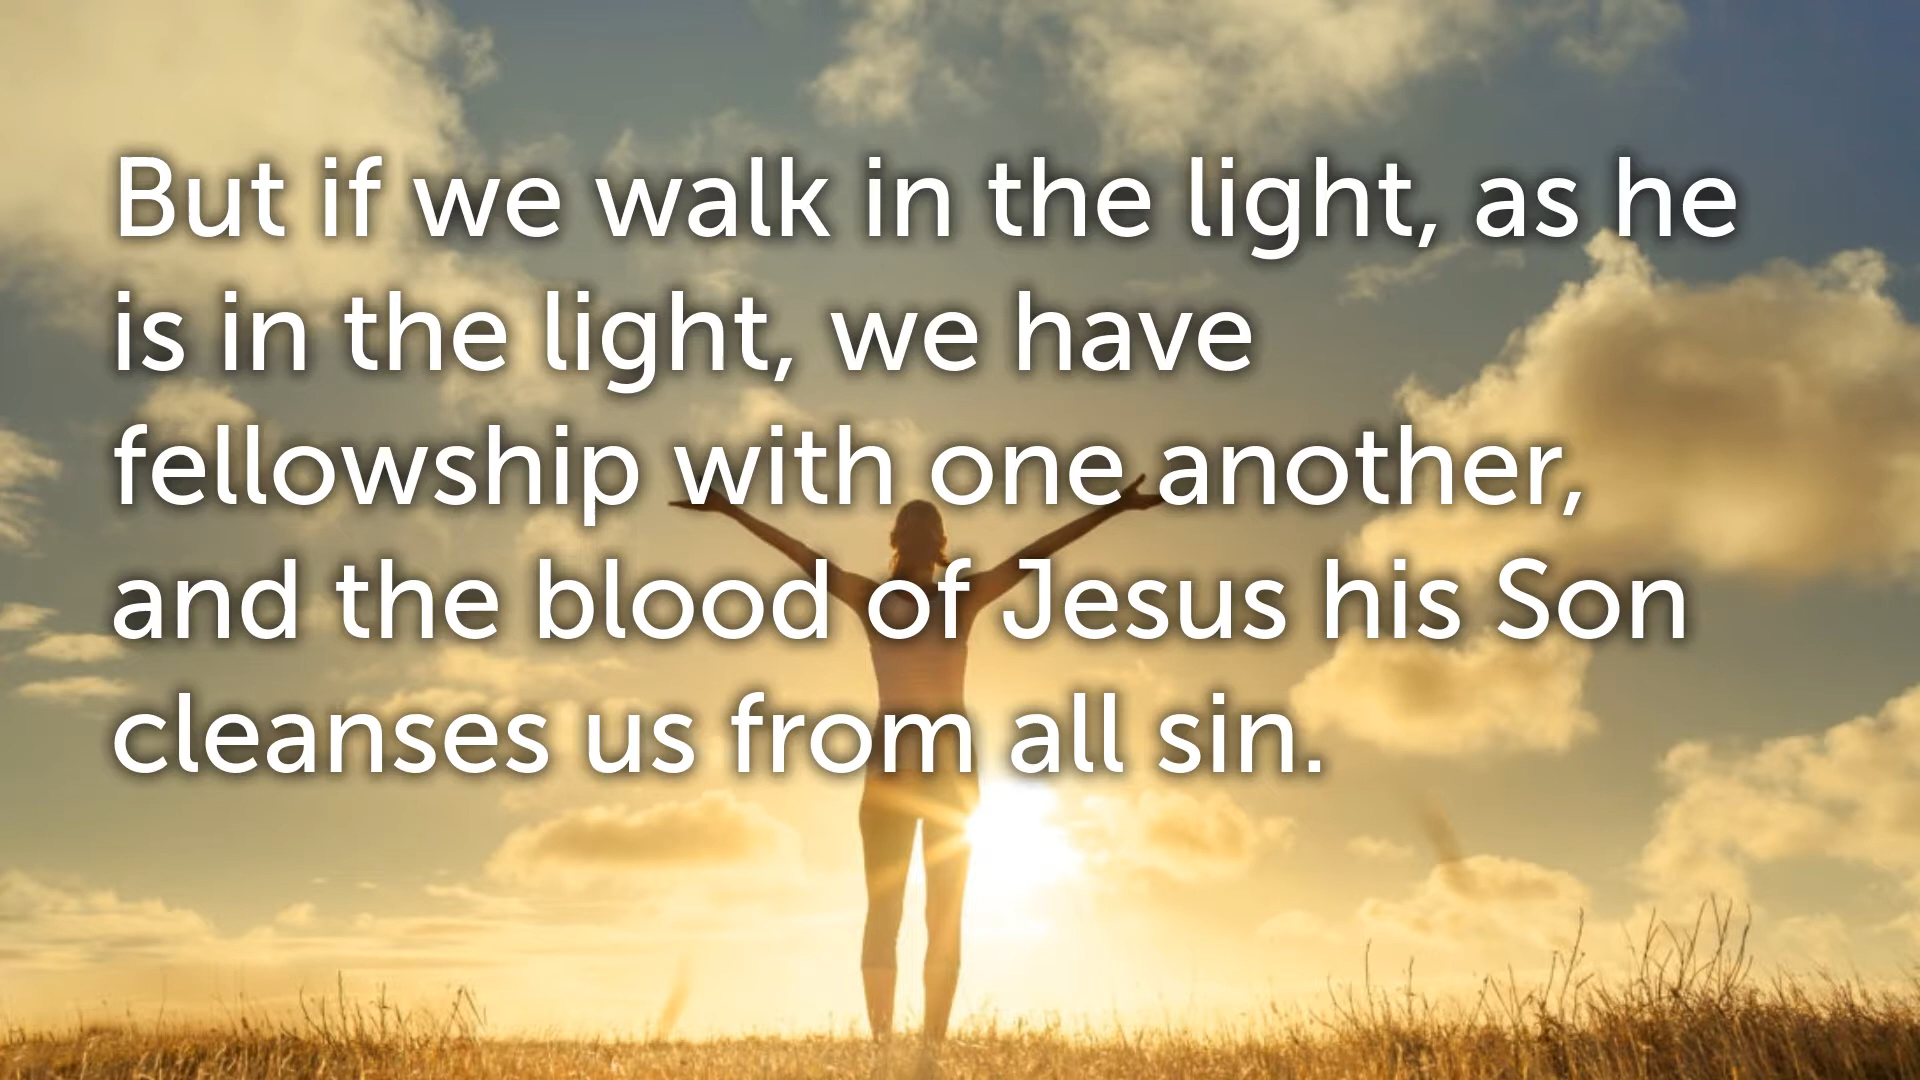 But if we walk in the light, as he
is in the light, we have
fellowship with one another,
and the blood of Jesus his Son
cleanses us from all sin.